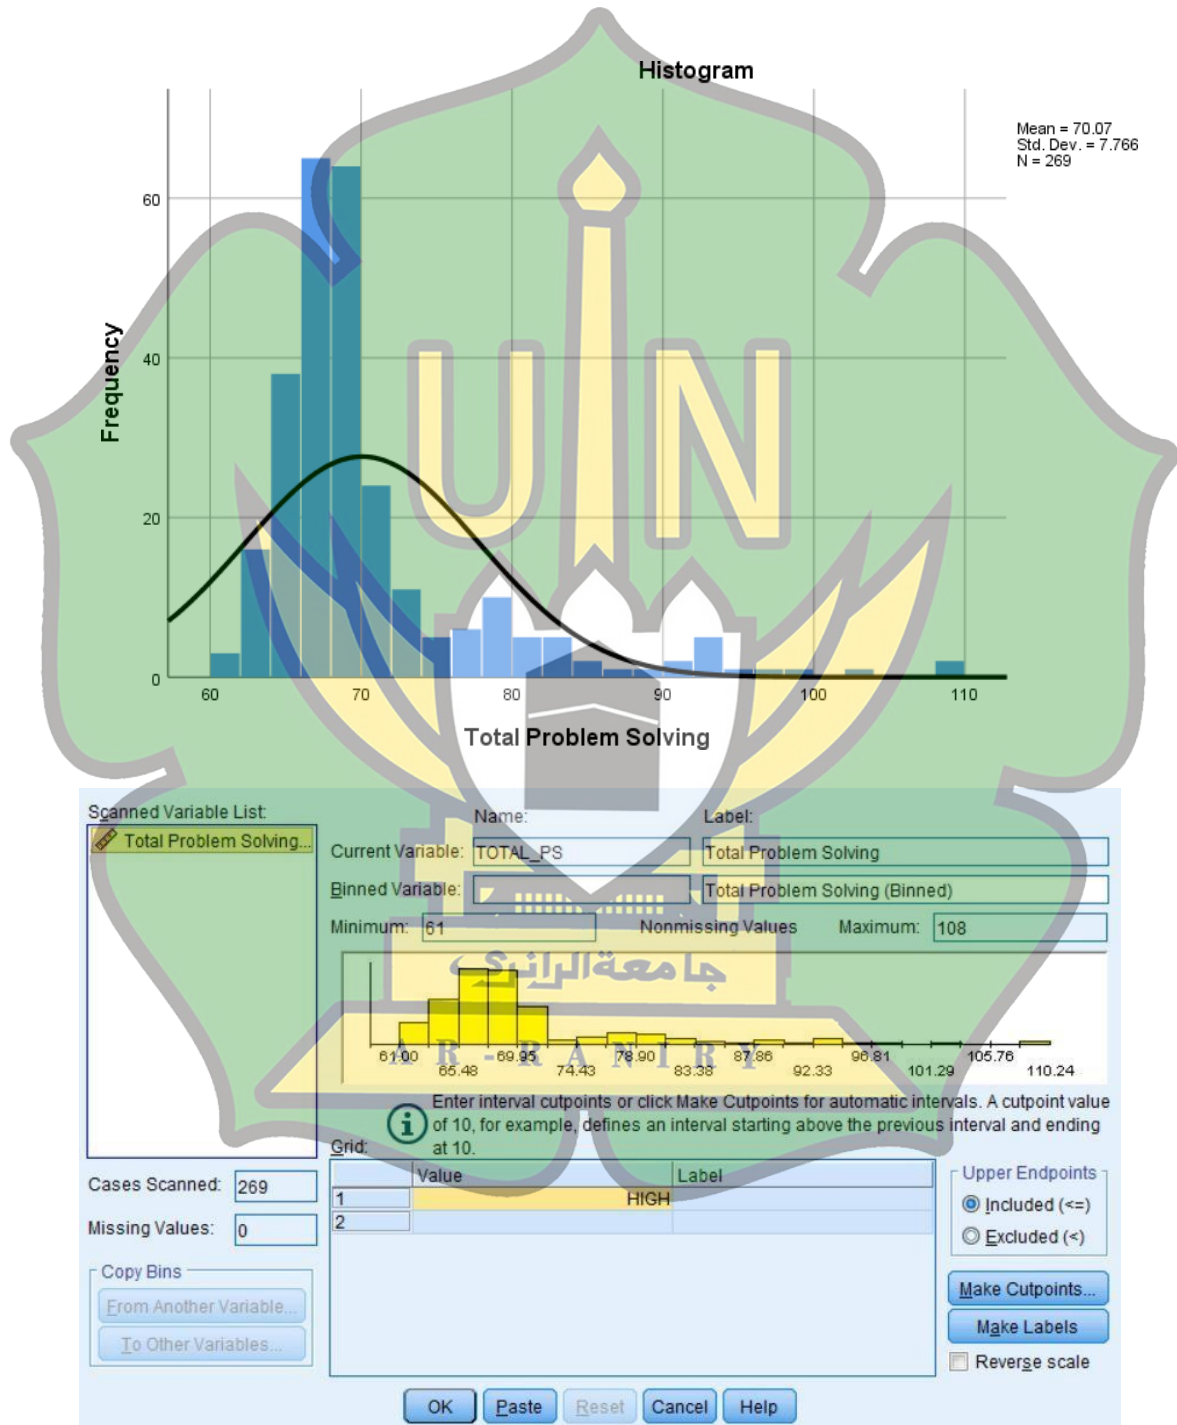 Histogram
Mean = 70.07
Std. Dev. = 7.766
N = 269
60
40
20
0
Frequency
60 70 80 90 100 110
Total Problem Solving
UIN
Scanned Variable List:
Total Problem Solving...
Name:
Label:
Current Variable: TOTAL_PS Total Problem Solving
Binned Variable: Total Problem Solving (Binned)
Minimum: 61 Nonmissing Values Maximum: 108
جامعة الرانري
61.00 69.95 78.90 87.86 96.81 105.76
65.48 74.43 83.38 92.33 101.29 110.24
AR-RANIRY
Enter interval cutpoints or click Make Cutpoints for automatic intervals. A cutpoint value
of 10, for example, defines an interval starting above the previous interval and ending
at 10.
Grid:
Value Label
1 HIGH
2
Cases Scanned: 269
Missing Values: 0
Copy Bins
From Another Variable...
To Other Variables...
Upper Endpoints
Included (<=)
Excluded (<)
Make Cutpoints...
Make Labels
Reverse scale
OK Paste Reset Cancel Help